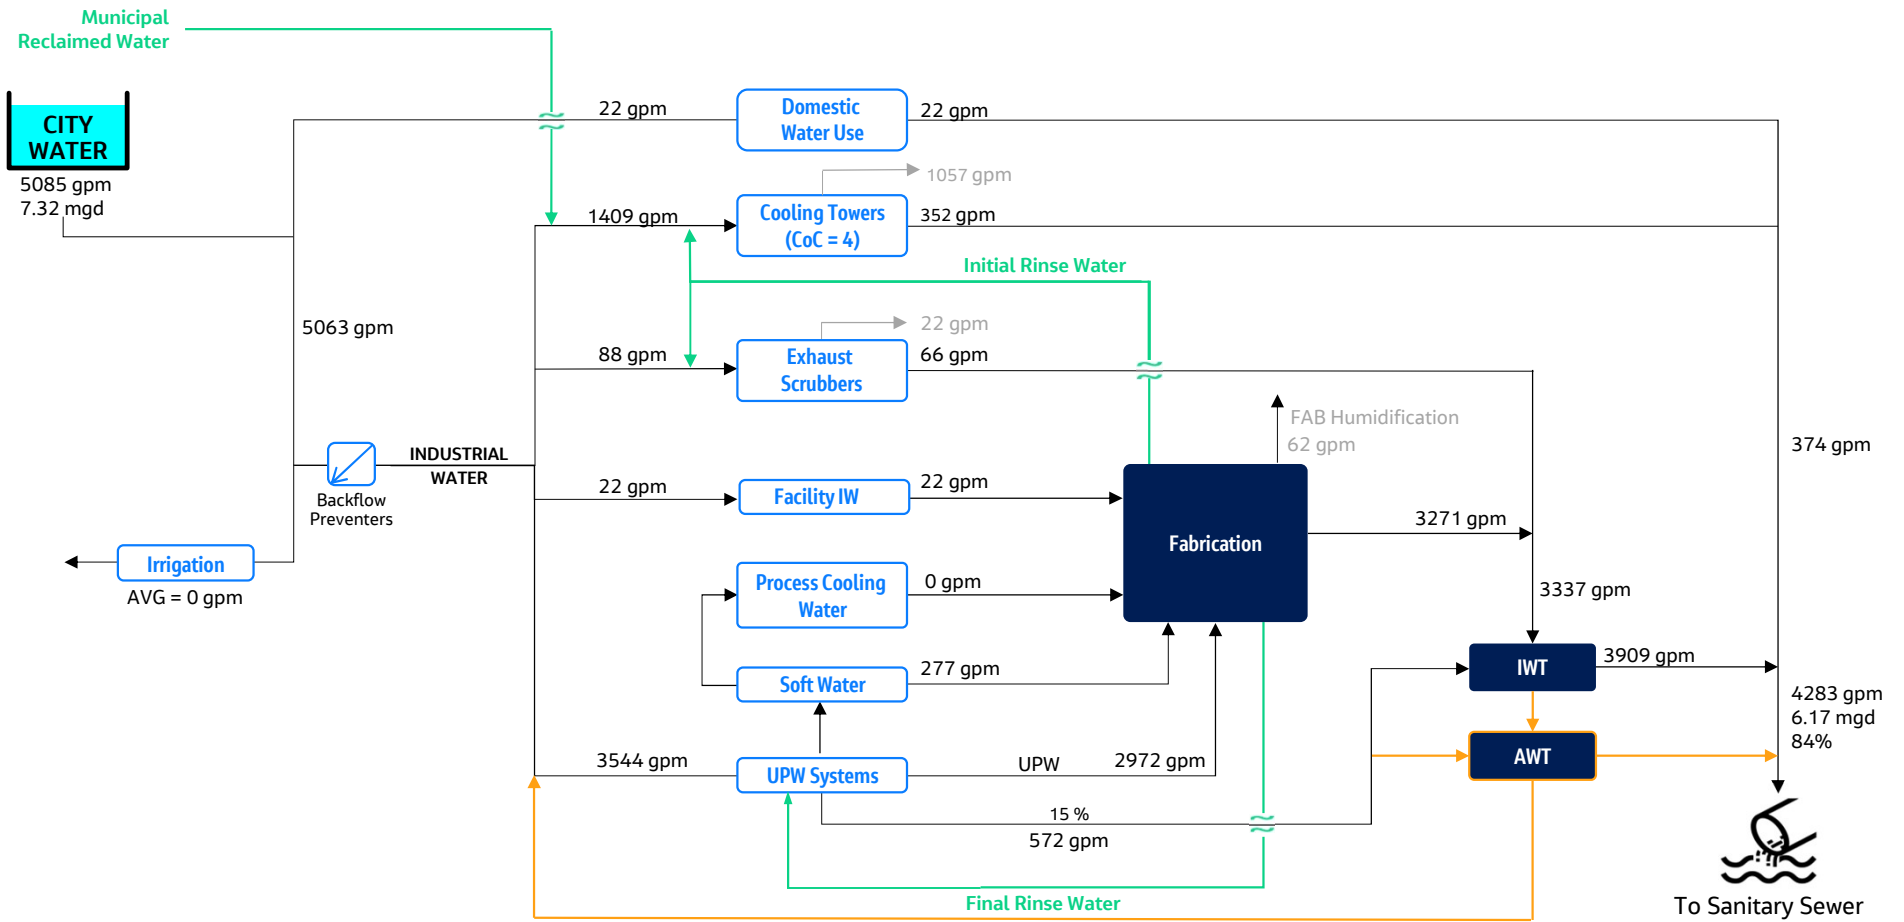 Municipal
Reclaimed Water
CITY
WATER
5085 gpm
7.32 mgd
22 gpm
Domestic
Water Use
22 gpm
1057 gpm
1409 gpm
Cooling Towers
(CoC = 4)
352 gpm
Initial Rinse Water
5063 gpm
22 gpm
88 gpm
Exhaust
Scrubbers
66 gpm
FAB Humidification
62 gpm
374 gpm
INDUSTRIAL
WATER
Backflow
Preventers
22 gpm
Facility IW
22 gpm
Fabrication
3271 gpm
Irrigation
AVG = 0 gpm
Process Cooling
Water
0 gpm
3337 gpm
Soft Water
277 gpm
IWT
3909 gpm
4283 gpm
6.17 mgd
84%
3544 gpm
UPW Systems
UPW
2972 gpm
AWT
15 %
572 gpm
Final Rinse Water
To Sanitary Sewer